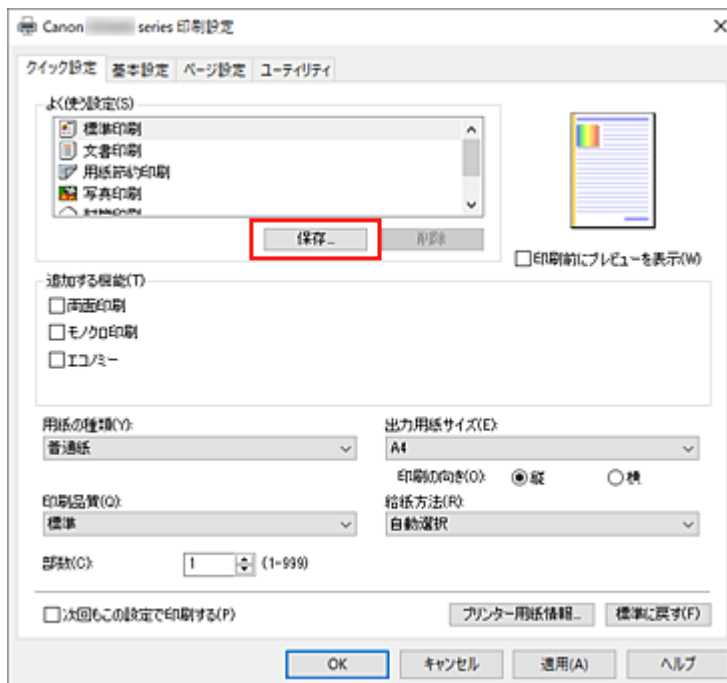 Canon series 印刷設定
クイック設定 基本設定 ページ設定 ユーティリティ
よく使う設定(S)
標準印刷
文書印刷
用紙節約印刷
写真印刷
保存... 削除
印刷前にプレビューを表示(W)
追加する機能(T)
両面印刷
モノクロ印刷
エコノミー
用紙の種類(Y): 出力用紙サイズ(E):
普通紙 A4
印刷の向き(O): 縦 横
印刷品質(Q): 給紙方法(R):
標準 自動選択
部数(C): 1 (1-999)
次回もこの設定で印刷する(P) プリンター用紙情報... 標準に戻す(F)
OK キャンセル 適用(A) ヘルプ